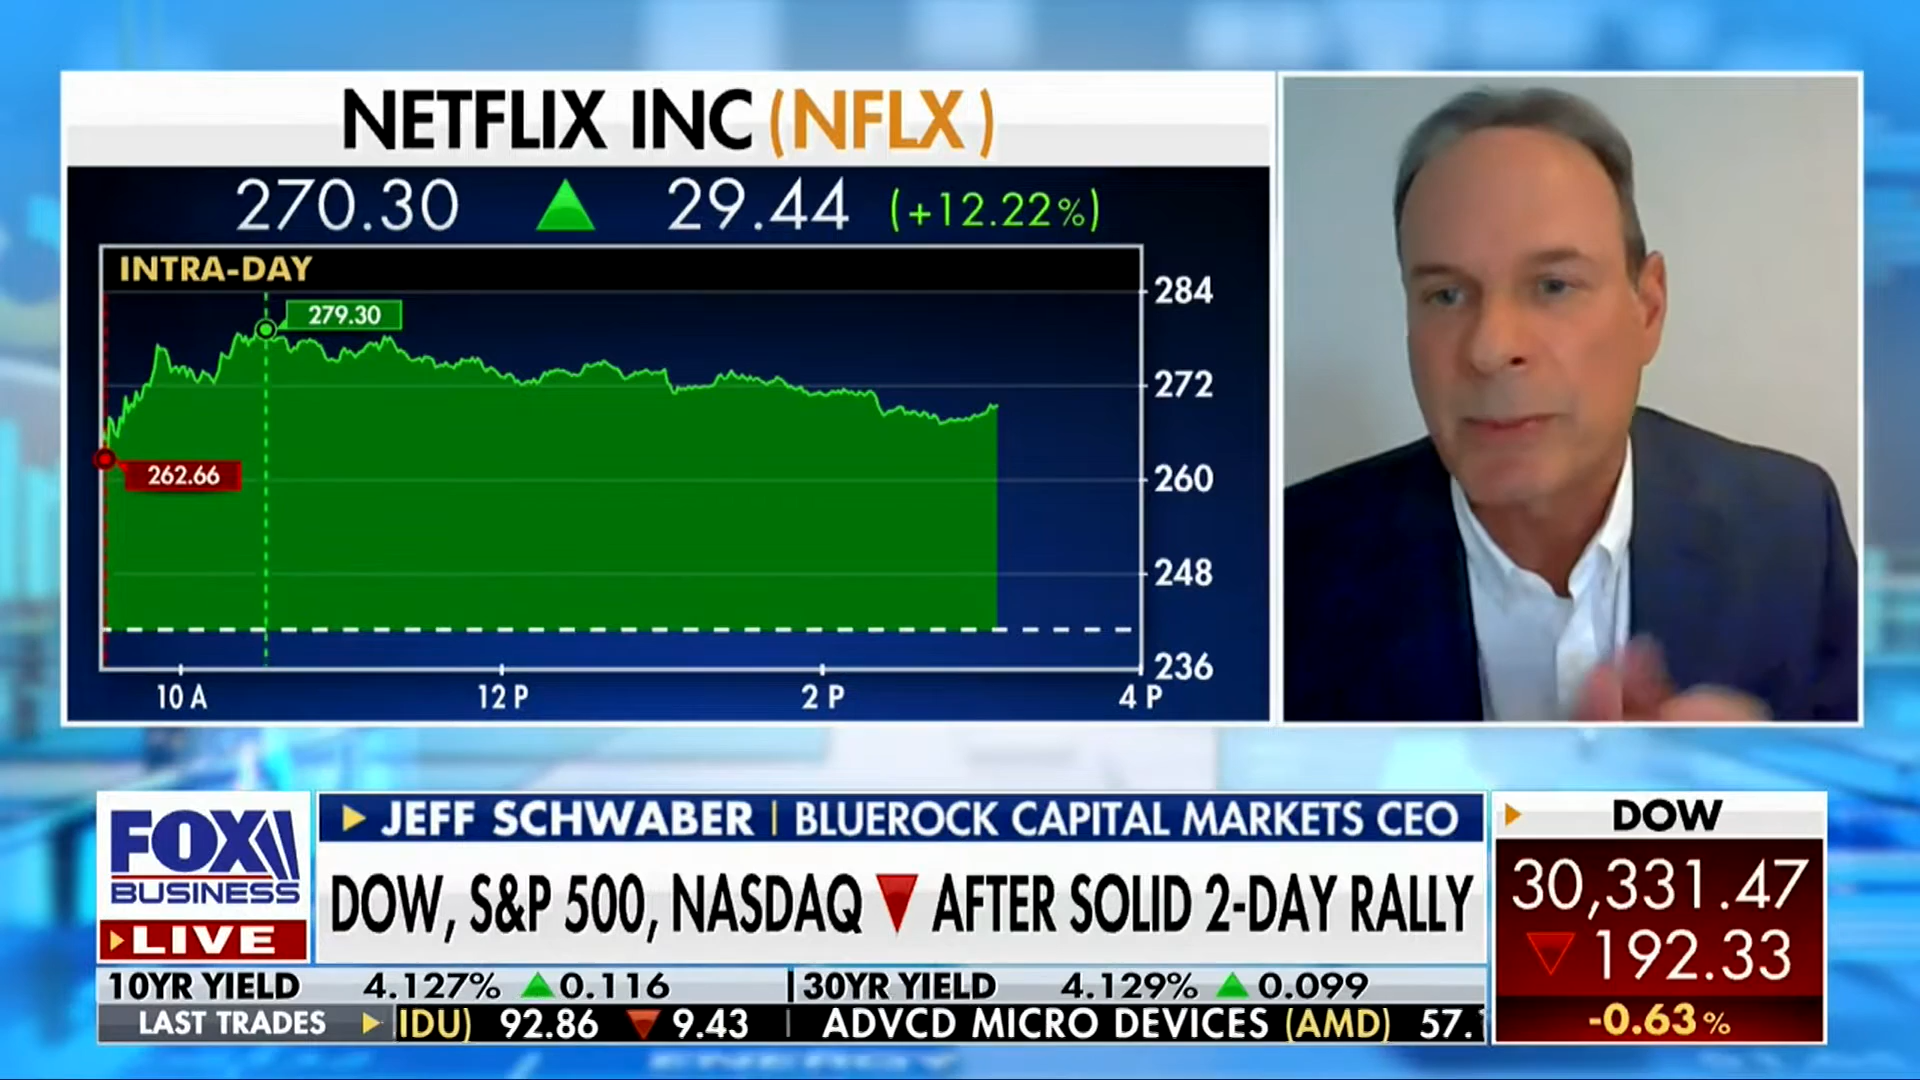 NETFLIX INC (NFLX)
270.30 ▲ 29.44 (+12.22%)
INTRA-DAY
279.30
262.66
284
272
260
248
236
10 A 12 P 2 P 4 P
FOX BUSINESS
LIVE
JEFF SCHWABER | BLUEROCK CAPITAL MARKETS CEO
DOW, S&P 500, NASDAQ ▼ AFTER SOLID 2-DAY RALLY
DOW
30,331.47
▼ 192.33
-0.63%
10YR YIELD 4.127% ▲ 0.116 | 30YR YIELD 4.129% ▲ 0.099
LAST TRADES IDU) 92.86 ▼ 9.43 | ADVCD MICRO DEVICES (AMD) 57.